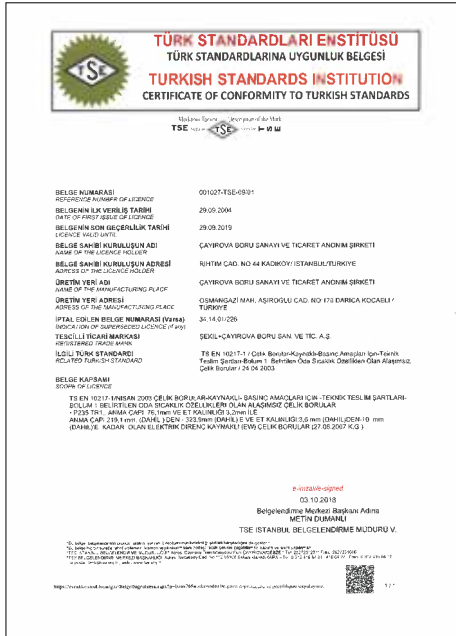 TÜRK STANDARDLARI ENSTİTÜSÜ
TÜRK STANDARDLARINA UYGUNLUK BELGESİ
TURKISH STANDARDS INSTITUTION
CERTIFICATE OF CONFORMITY TO TURKISH STANDARDS
TSE
TSE TSE
BELGE NUMARASI 001027-TSE-69/01
REFERENCE NUMBER OF LICENCE
BELGENİN İLK VERİLİŞ TARİHİ 29.09.2004
DATE OF FIRST ISSUE OF LICENCE
BELGENİN SON GEÇERLİLİK TARİHİ 29.09.2019
LICENCE VALID UNTIL
BELGE SAHİBİ KURULUŞUN ADI ÇAYIROVA BORU SANAYİ VE TİCARET ANONİM ŞİRKETİ
NAME OF THE LICENCE HOLDER
BELGE SAHİBİ KURULUŞUN ADRESİ RIHTIM CAD. NO 44 KADIKÖY/ İSTANBUL/TÜRKİYE
ADRESS OF THE LICENCE HOLDER
ÜRETİM YERİ ADI ÇAYIROVA BORU SANAYİ VE TİCARET ANONİM ŞİRKETİ
NAME OF THE MANUFACTURING PLACE
ÜRETİM YERİ ADRESİ OSMANGAZİ MAH. AŞIROĞLU CAD. NO 178 DARICA KOCAELİ /
ADRESS OF THE MANUFACTURING PLACE TÜRKİYE
İPTAL EDİLEN BELGE NUMARASI (Varsa) 34.14.01/226
INDICATION OF SUPERSEDED LICENCE (if any)
TESCİLLİ TİCARİ MARKASI ŞEKİL+ÇAYIROVA BORU SAN. VE TİC. A.Ş.
REGISTERED TRADE MARK
İLGİLİ TÜRK STANDARDI TS EN 10217-1 / Çelik Borular-Kaynaklı-Basınç Amaçları İçin-Teknik
RELATED TURKISH STANDARD Teslim Şartları-Bölüm 1: Belirtilen Oda Sıcaklık Özellikleri Olan Alaşımsız
Çelik Borular / 24.04.2003
BELGE KAPSAMI
SCOPE OF LICENCE
TS EN 10217-1/NİSAN 2003 ÇELİK BORULAR-KAYNAKLI- BASINÇ AMAÇLARI İÇİN -TEKNİK TESLİM ŞARTLARI-
BÖLÜM 1 BELİRTİLEN ODA SICAKLIK ÖZELLİKLERİ OLAN ALAŞIMSIZ ÇELİK BORULAR
- P235 TR1, ANMA ÇAPI 76,1mm VE ET KALINLIĞI 3,2mm İLE
ANMA ÇAPI 219,1 mm. (DAHİL) DEN - 323,9mm (DAHİL)'E VE ET KALINLIĞI 3,6 mm (DAHİL)DEN-10 mm
(DAHİL)'E KADAR OLAN ELEKTRİK DİRENÇ KAYNAKLI (EW) ÇELİK BORULAR (27.08.2007 K.G.)
e-imzalı/e-signed
03.10.2018
Belgelendirme Merkezi Başkanı Adına
METİN DUMANLI
TSE İSTANBUL BELGELENDİRME MÜDÜRÜ V.